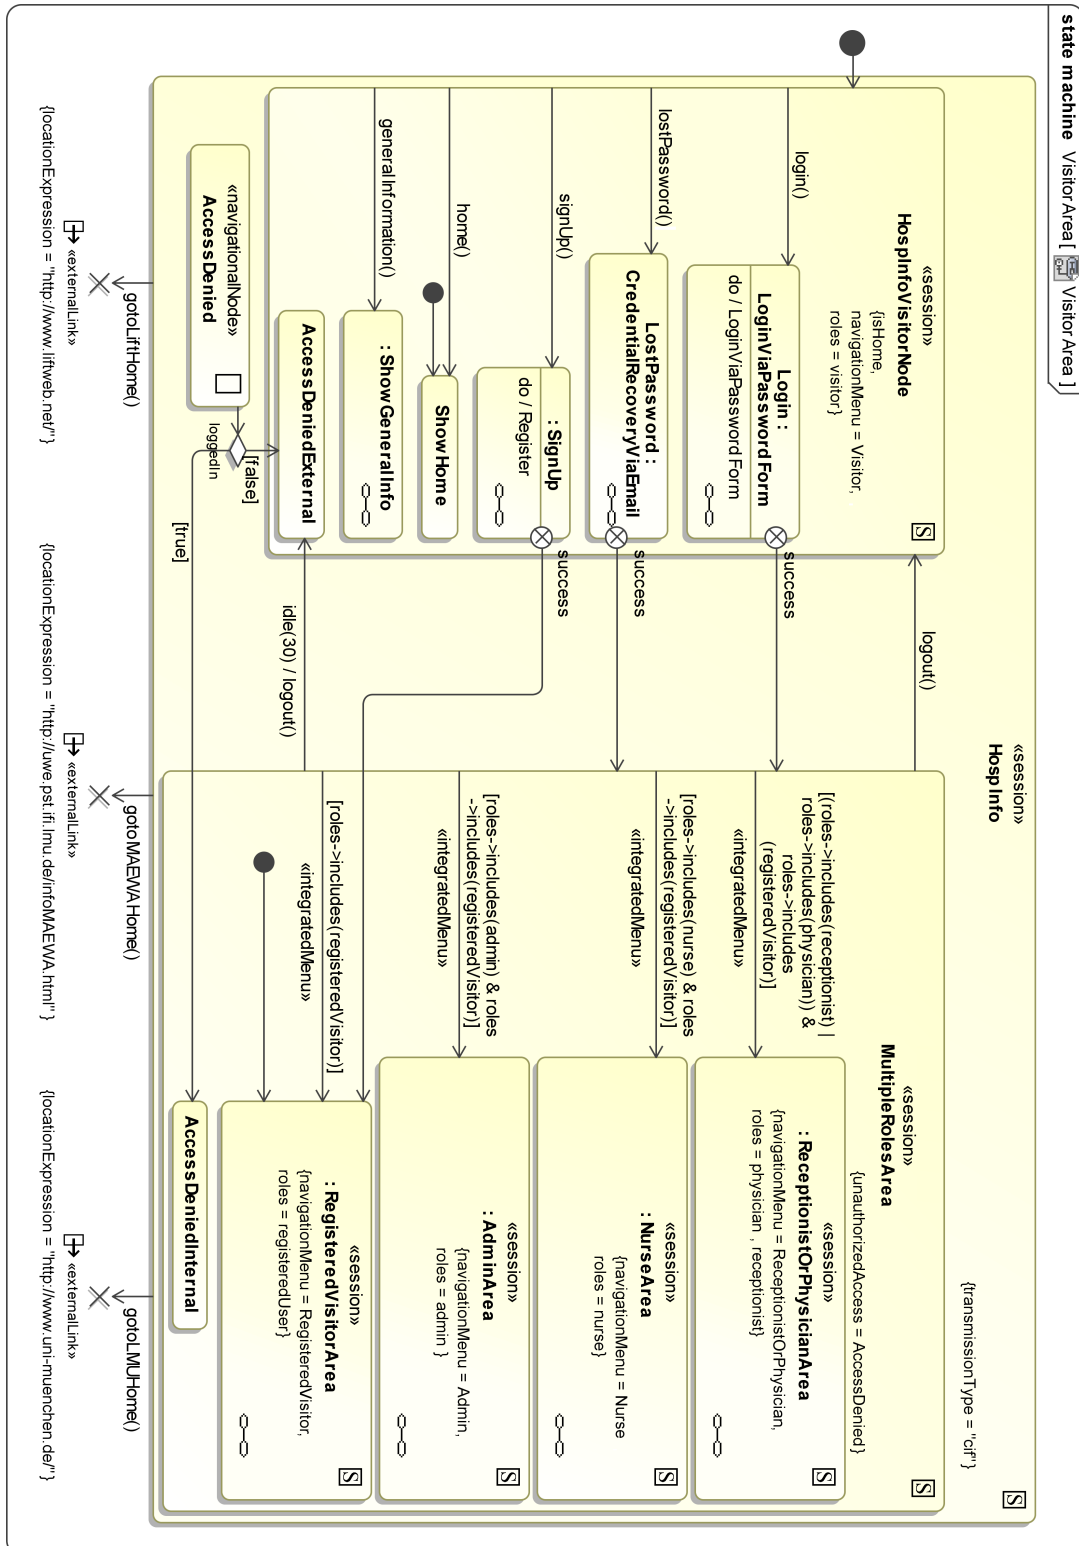 state machine VisitorArea [ Visitor Area ]
«session»
HospInfo
{transmissionType = "cif"}
«session»
HospInfoVisitorNode
{isHome,
navigationMenu = Visitor,
roles = visitor}
login()
Login :
LoginViaPasswordForm
do / LoginViaPasswordForm
success
lostPassword()
LostPassword :
CredentialRecoveryViaEmail
success
signUp()
: SignUp
do / Register
success
home()
ShowHome
generalInformation()
: ShowGeneralInfo
AccessDeniedExternal
«navigationalNode»
AccessDenied
loggedIn
[false]
[true]
logout()
idle(30) / logout()
«session»
MultipleRolesArea
{unauthorizedAccess = AccessDenied}
[(roles->includes(receptionist) |
roles->includes(physician)) &
roles->includes
(registeredVisitor)]
«integratedMenu»
«session»
: ReceptionistOrPhysicianArea
{navigationMenu = ReceptionistOrPhysician,
roles = physician , receptionist}
[roles->includes(nurse) & roles
->includes(registeredVisitor)]
«integratedMenu»
«session»
: NurseArea
{navigationMenu = Nurse
roles = nurse}
[roles->includes(admin) & roles
->includes(registeredVisitor)]
«integratedMenu»
«session»
: AdminArea
{navigationMenu = Admin,
roles = admin }
[roles->includes(registeredVisitor)]
«integratedMenu»
«session»
: RegisteredVisitorArea
{navigationMenu = RegisteredVisitor,
roles = registeredUser}
AccessDeniedInternal
gotoLiftHome()
«externalLink»
{locationExpression = "http://www.liftweb.net/"}
gotoMAEWAHome()
«externalLink»
{locationExpression = "http://uwe.pst.ifi.lmu.de/infoMAEWA.html"}
gotoLMUHome()
«externalLink»
{locationExpression = "http://www.uni-muenchen.de/"}
S
S
S
S
S
S
S